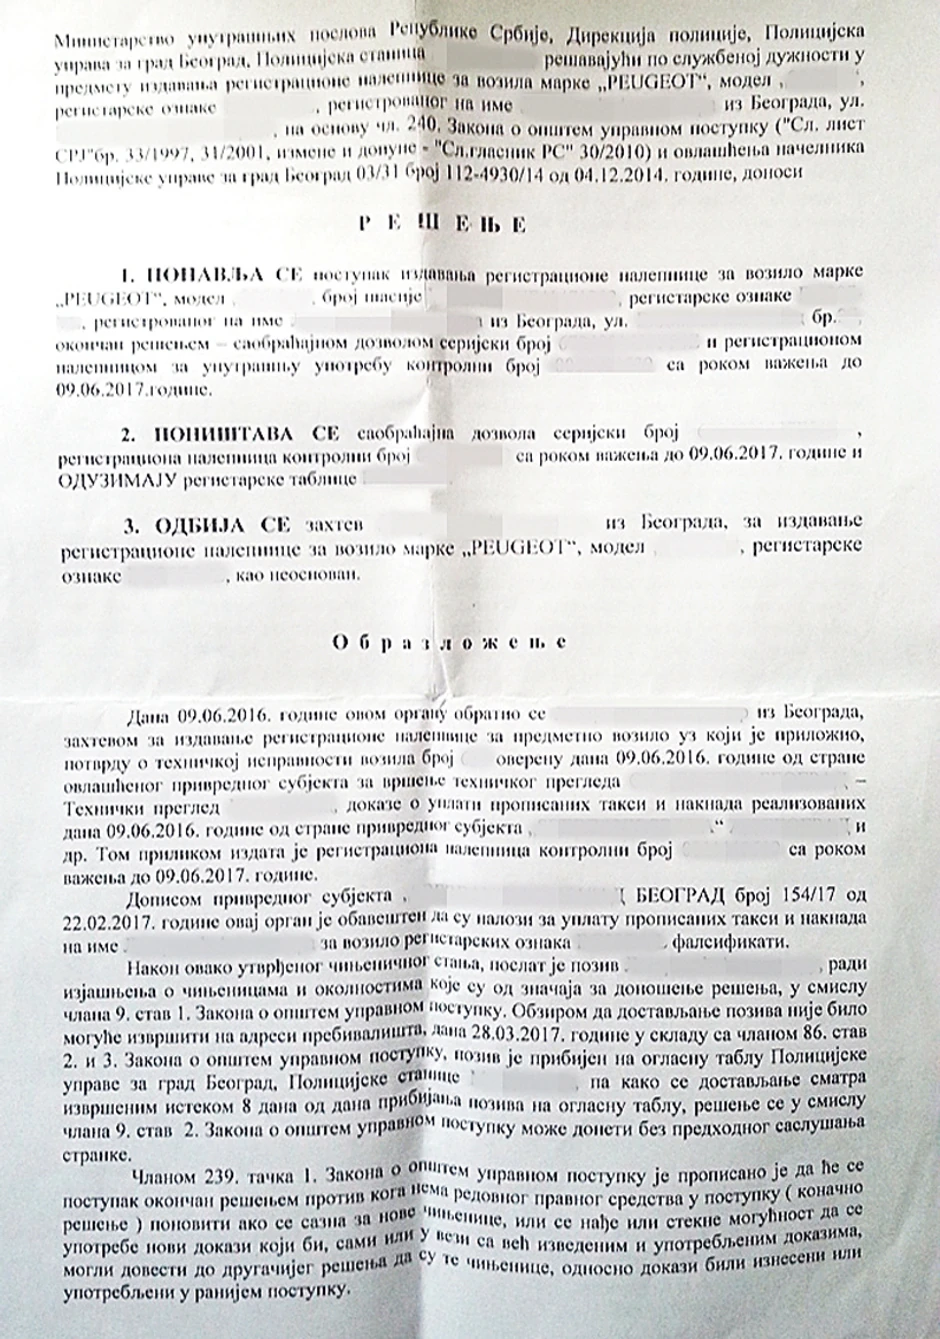 Министарство унутрашњих послова Републике Србије, Дирекција полиције, Полицијска
управа за град Београд, Полицијска станица решавајући по службеној дужности у
предмету издавања регистрационе налепнице за возила марке „PEUGEOT“, модел ,
регистарске ознаке , регистрованог на име из Београда, ул.
, на основу чл. 240. Закона о општем управном поступку ("Сл. лист
СРЈ"бр. 33/1997, 31/2001, измене и допуне - "Сл.гласник РС" 30/2010) и овлашћења начелника
Полицијске управе за град Београд 03/31 број 112-4930/14 од 04.12.2014. године, доноси
Р Е Ш Е Њ Е
1. ПОНАВЉА СЕ поступак издавања регистрационе налепнице за возило марке
„PEUGEOT“, модел , број шасије , регистарске ознаке
, регистрованог на име из Београда, ул. бр.
окончан решењем – саобраћајном дозволом серијски број и регистрационом
налепницом за унутрашњу употребу контролни број са роком важења до
09.06.2017.године.
2. ПОНИШТАВА СЕ саобраћајна дозвола серијски број ,
регистрациона налепница контролни број са роком важења до 09.06.2017. године и
ОДУЗИМАЈУ регистарске таблице
3. ОДБИЈА СЕ захтев из Београда, за издавање
регистрационе налепнице за возило марке „PEUGEOT“, модел , регистарске
ознаке , као неоснован.
О б р а з л о ж е њ е
Дана 09.06.2016. године овом органу обратио се из Београда,
захтевом за издавање регистрационе налепнице за предметно возило уз који је приложио,
потврду о техничкој исправности возила број оверену дана 09.06.2016. године од стране
овлашћеног привредног субјекта за вршење техничког прегледа –
Технички преглед , доказе о уплати прописаних такси и накнада реализованих
дана 09.06.2016. године од стране привредног субјекта „ “ и
др. Том приликом издата је регистрациона налепница контролни број са роком
важења до 09.06.2017. године.
Дописом привредног субјекта , БЕОГРАД број 154/17 од
22.02.2017. године овај орган је обавештен да су налози за уплату прописаних такси и накнада
на име за возило регистарских ознака , фалсификати.
Након овако утврђеног чињеничног стања, послат је позив , ради
изјашњења о чињеницама и околностима које су од значаја за доношење решења, у смислу
члана 9. став 1. Закона о општем управном поступку. Обзиром да достављање позива није било
могуће извршити на адреси пребивалишта, дана 28.03.2017. године у складу са чланом 86. став
2. и 3. Закона о општем управном поступку, позив је прибијен на огласну таблу Полицијске
управе за град Београд, Полицијске станице , па како се достављање сматра
извршеним истеком 8 дана од дана прибијања позива на огласну таблу, решење се у смислу
члана 9. став 2. Закона о општем управном поступку може донети без предходног саслушања
странке.
Чланом 239. тачка 1. Закона о општем управном поступку је прописано је да ће се
поступак окончан решењем против кога нема редовног правног средства у поступку ( коначно
решење ) поновити ако се сазна за нове чињенице, или се нађе или стекне могућност да се
употребе нови докази који би, сами или у вези са већ изведеним и употребљеним доказима,
могли довести до другачијег решења да су те чињенице, односно докази били изнесени или
употребљени у ранијем поступку.